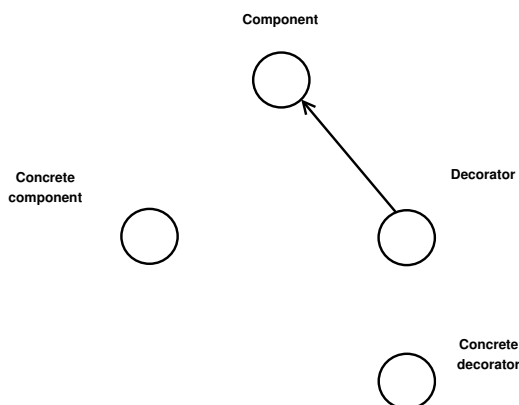 Component
Concrete
component
Decorator
Concrete
decorator